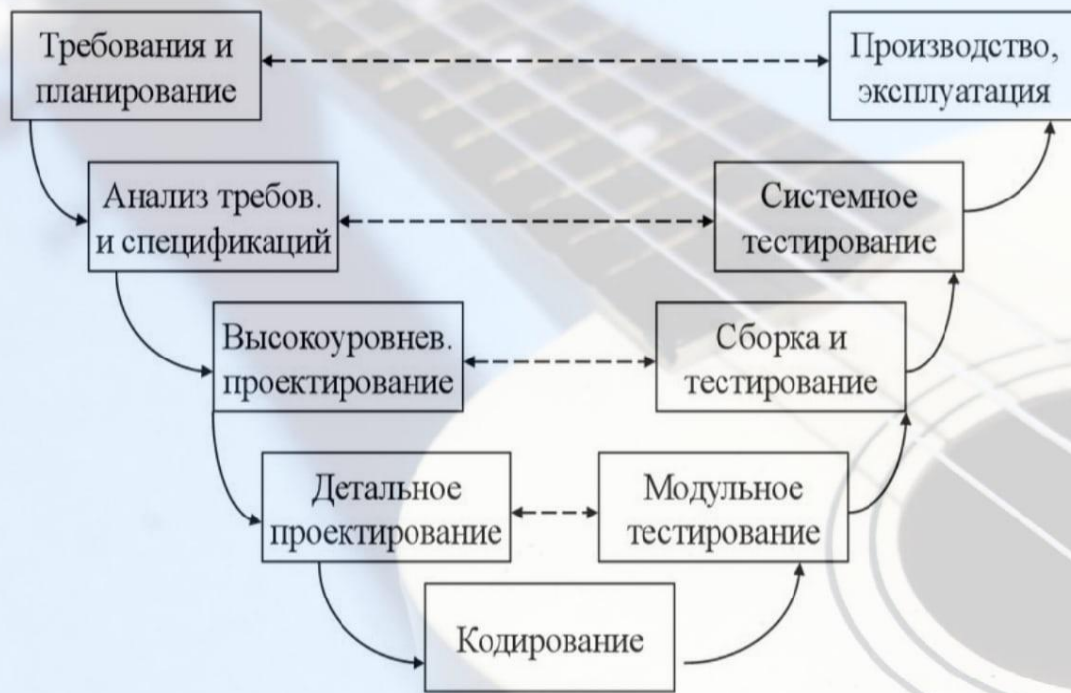 Требования и
планирование
Производство,
эксплуатация
Анализ требов.
и спецификаций
Системное
тестирование
Высокоуровнев.
проектирование
Сборка и
тестирование
Детальное
проектирование
Модульное
тестирование
Кодирование